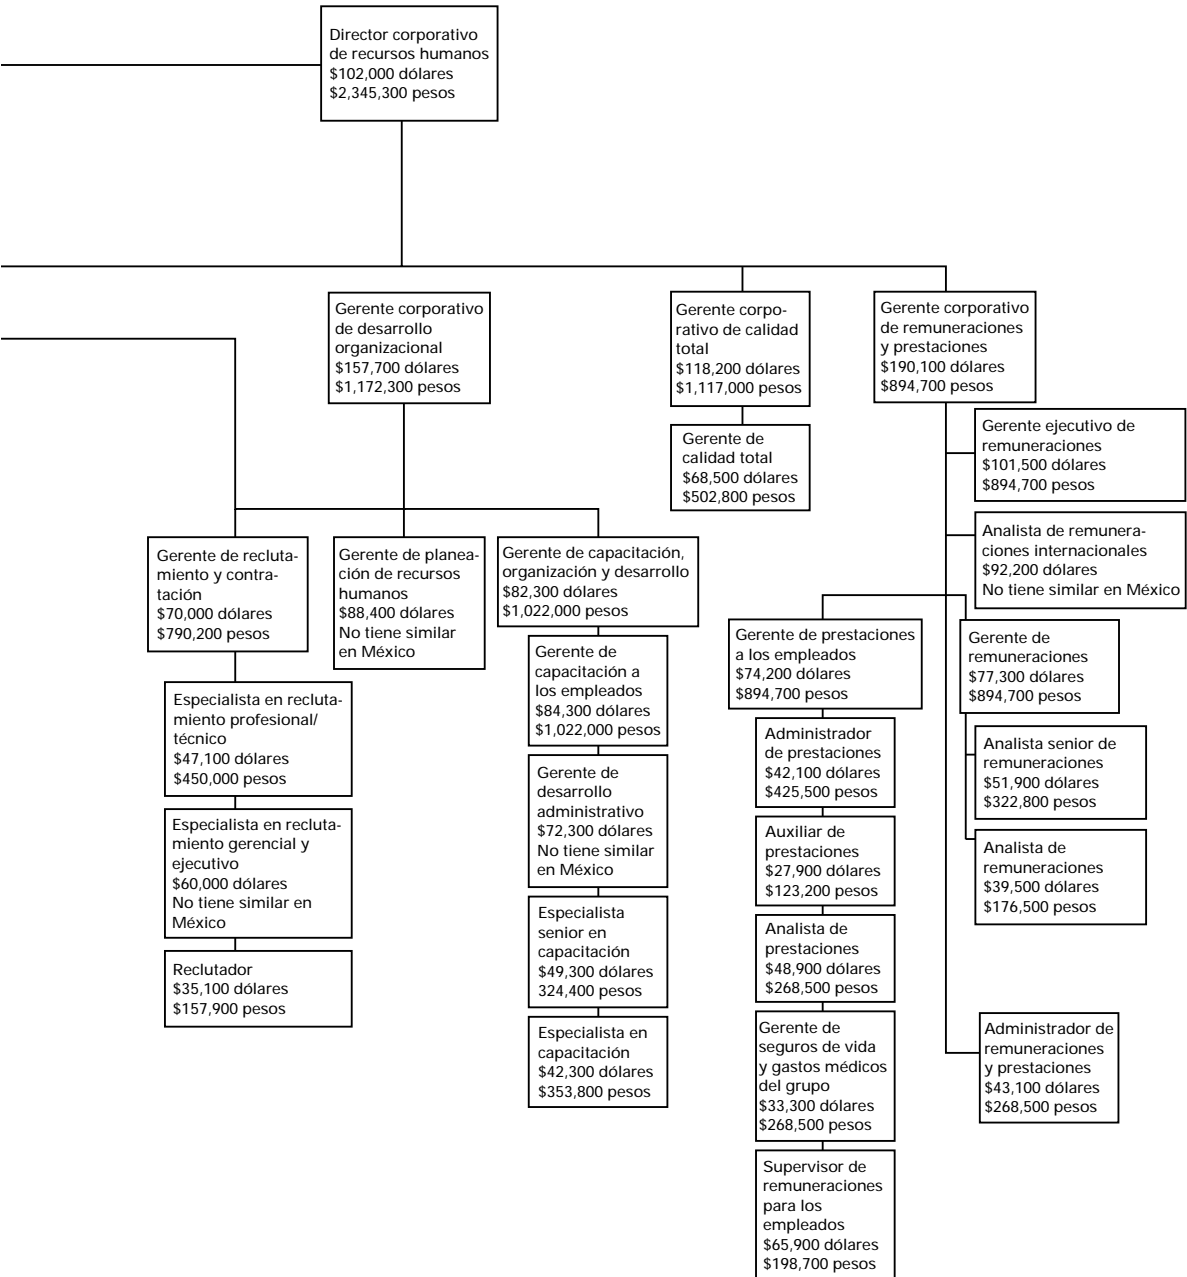 Director corporativo
de recursos humanos
$102,000 dólares
$2,345,300 pesos
Gerente corporativo
de desarrollo
organizacional
$157,700 dólares
$1,172,300 pesos
Gerente corpo-
rativo de calidad
total
$118,200 dólares
$1,117,000 pesos
Gerente corporativo
de remuneraciones
y prestaciones
$190,100 dólares
$894,700 pesos
Gerente de
calidad total
$68,500 dólares
$502,800 pesos
Gerente ejecutivo de
remuneraciones
$101,500 dólares
$894,700 pesos
Analista de remunera-
ciones internacionales
$92,200 dólares
No tiene similar en México
Gerente de recluta-
miento y contra-
tación
$70,000 dólares
$790,200 pesos
Gerente de planea-
ción de recursos
humanos
$88,400 dólares
No tiene similar
en México
Gerente de capacitación,
organización y desarrollo
$82,300 dólares
$1,022,000 pesos
Gerente de prestaciones
a los empleados
$74,200 dólares
$894,700 pesos
Gerente de
remuneraciones
$77,300 dólares
$894,700 pesos
Especialista en recluta-
miento profesional/
técnico
$47,100 dólares
$450,000 pesos
Especialista en recluta-
miento gerencial y
ejecutivo
$60,000 dólares
No tiene similar en
México
Reclutador
$35,100 dólares
$157,900 pesos
Gerente de
capacitación a
los empleados
$84,300 dólares
$1,022,000 pesos
Gerente de
desarrollo
administrativo
$72,300 dólares
No tiene similar
en México
Especialista
senior en
capacitación
$49,300 dólares
324,400 pesos
Especialista en
capacitación
$42,300 dólares
$353,800 pesos
Administrador
de prestaciones
$42,100 dólares
$425,500 pesos
Auxiliar de
prestaciones
$27,900 dólares
$123,200 pesos
Analista de
prestaciones
$48,900 dólares
$268,500 pesos
Gerente de
seguros de vida
y gastos médicos
del grupo
$33,300 dólares
$268,500 pesos
Supervisor de
remuneraciones
para los
empleados
$65,900 dólares
$198,700 pesos
Analista senior de
remuneraciones
$51,900 dólares
$322,800 pesos
Analista de
remuneraciones
$39,500 dólares
$176,500 pesos
Administrador de
remuneraciones
y prestaciones
$43,100 dólares
$268,500 pesos